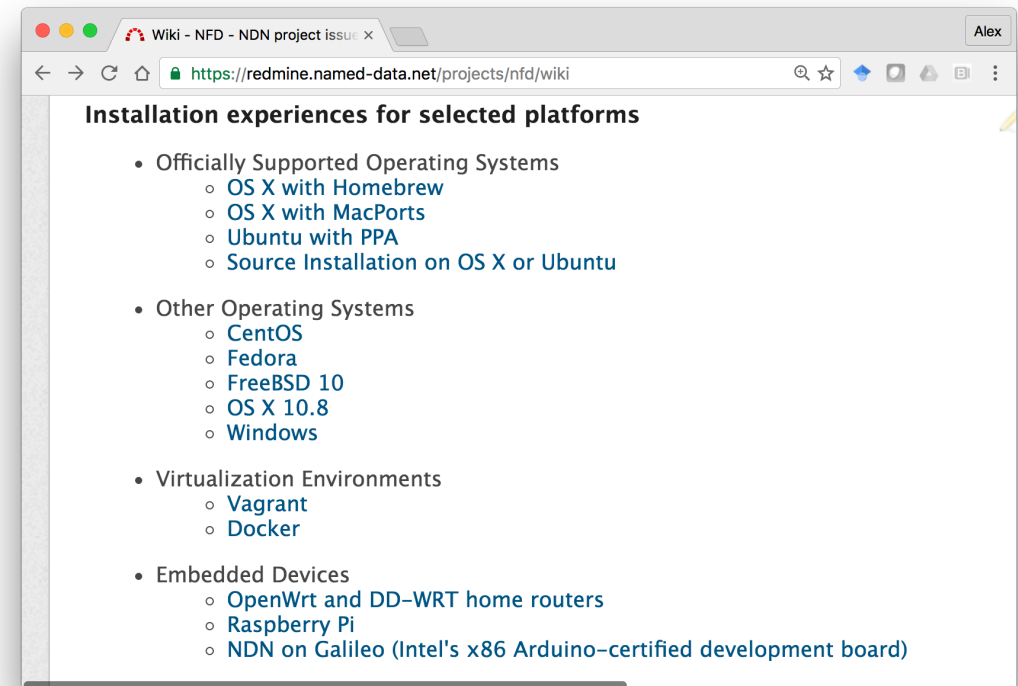 Wiki - NFD - NDN project issue
Alex
https://redmine.named-data.net/projects/nfd/wiki
Installation experiences for selected platforms
Officially Supported Operating Systems
OS X with Homebrew
OS X with MacPorts
Ubuntu with PPA
Source Installation on OS X or Ubuntu
Other Operating Systems
CentOS
Fedora
FreeBSD 10
OS X 10.8
Windows
Virtualization Environments
Vagrant
Docker
Embedded Devices
OpenWrt and DD-WRT home routers
Raspberry Pi
NDN on Galileo (Intel's x86 Arduino-certified development board)